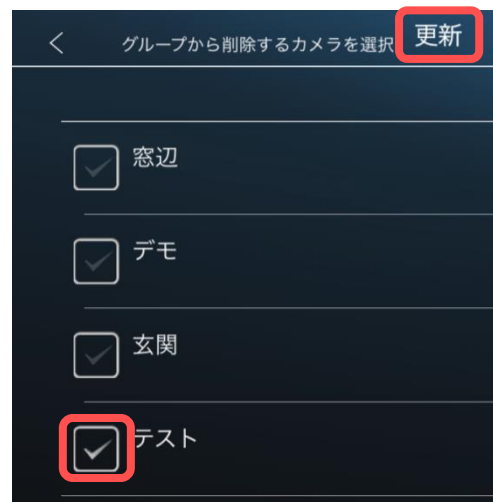 グループから削除するカメラを選択 更新
窓辺
デモ
玄関
テスト